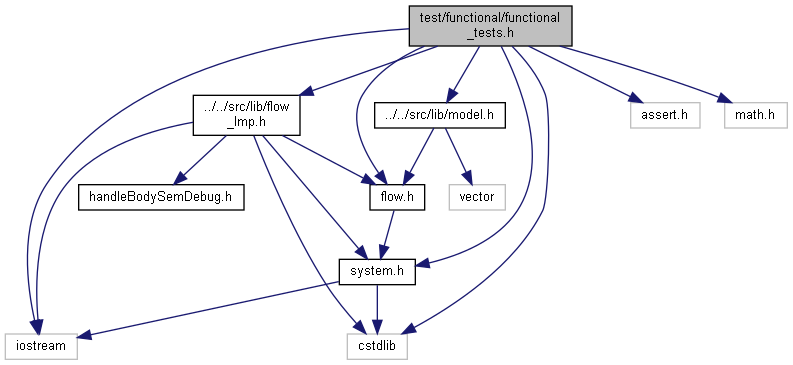 test/functional/functional
_tests.h
../../src/lib/flow
_Imp.h
../../src/lib/model.h
assert.h
math.h
handleBodySemDebug.h
flow.h
vector
system.h
iostream
cstdlib